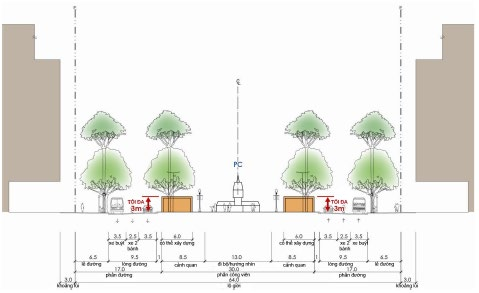 ℄
PC
TỐI ĐA 3m
TỐI ĐA 3m
6.0 6.0
3.5 2.5 3.5 có thể xây dựng có thể xây dựng 3.5 2.5 3.5
xe buýt xe 2 bánh xe 2 bánh xe buýt
6.5 9.5 1 8.5 13.0 8.5 1 9.5 6.5
lề đường lòng đường cảnh quan đi bộ/hướng nhìn cảnh quan lòng đường lề đường
17.0 30.0 17.0
phần đường phần công viên phần đường
3.0 64.0 3.0
khoảng lùi lộ giới khoảng lùi